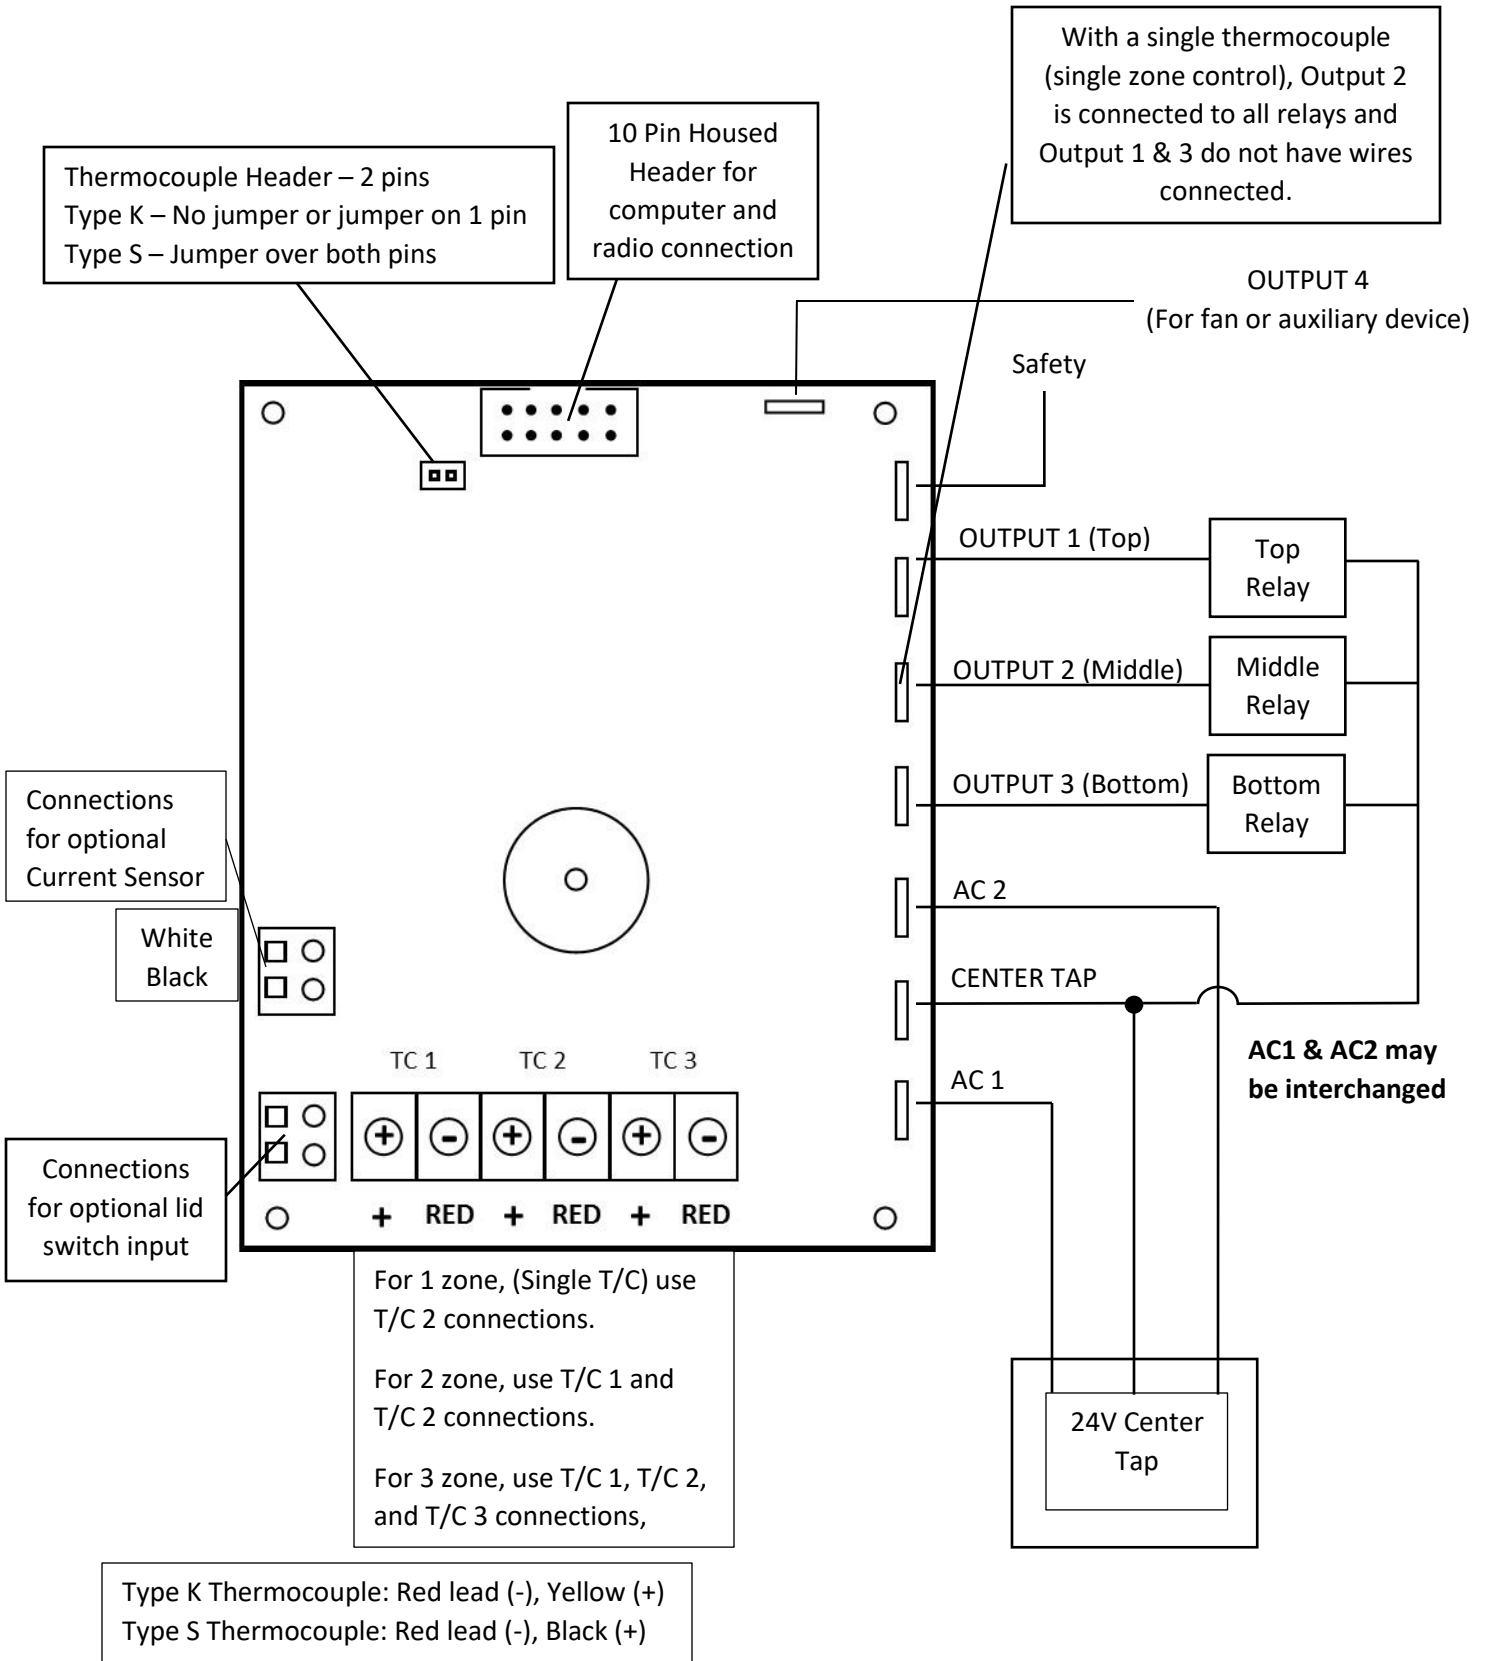 With a single thermocouple
(single zone control), Output 2
is connected to all relays and
Output 1 & 3 do not have wires
connected.
10 Pin Housed
Header for
computer and
radio connection
Thermocouple Header – 2 pins
Type K – No jumper or jumper on 1 pin
Type S – Jumper over both pins
OUTPUT 4
(For fan or auxiliary device)
Safety
OUTPUT 1 (Top)
Top
Relay
OUTPUT 2 (Middle)
Middle
Relay
OUTPUT 3 (Bottom)
Bottom
Relay
Connections
for optional
Current Sensor
White
Black
AC 2
CENTER TAP
AC1 & AC2 may
be interchanged
AC 1
TC 1 TC 2 TC 3
+ - + - + -
+ RED + RED + RED
Connections
for optional lid
switch input
For 1 zone, (Single T/C) use
T/C 2 connections.
For 2 zone, use T/C 1 and
T/C 2 connections.
For 3 zone, use T/C 1, T/C 2,
and T/C 3 connections,
24V Center
Tap
Type K Thermocouple: Red lead (-), Yellow (+)
Type S Thermocouple: Red lead (-), Black (+)